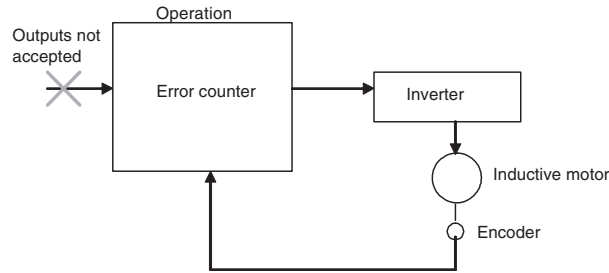 Operation
Outputs not
accepted
Error counter
Inverter
Inductive motor
Encoder